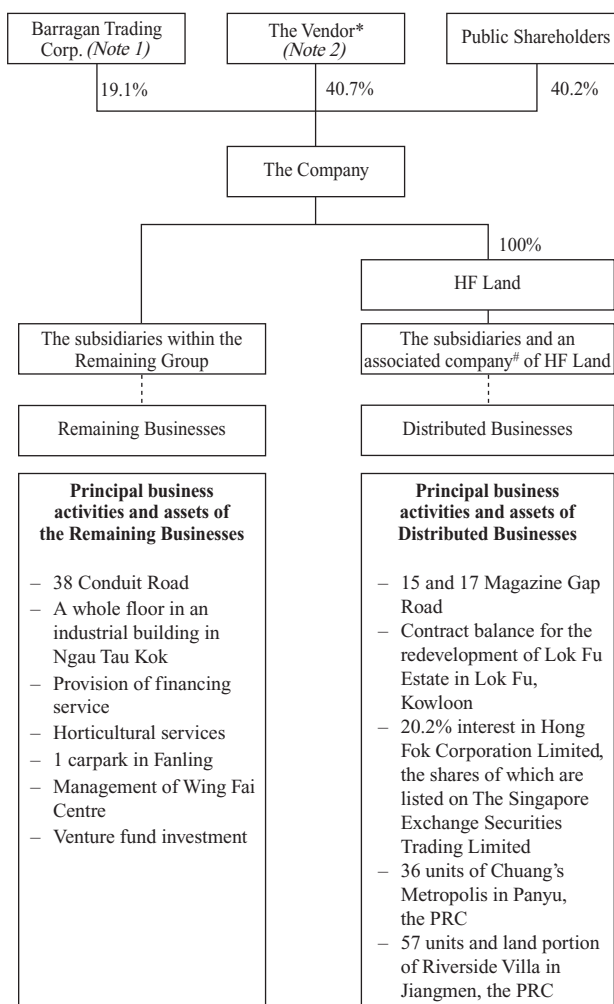 Barragan Trading
Corp. (Note 1)
The Vendor*
(Note 2)
Public Shareholders
19.1%
40.7%
40.2%
The Company
100%
HF Land
The subsidiaries within the
Remaining Group
The subsidiaries and an
associated company# of HF Land
Remaining Businesses
Distributed Businesses
Principal business
activities and assets of
the Remaining Businesses
– 38 Conduit Road
– A whole floor in an
industrial building in
Ngau Tau Kok
– Provision of financing
service
– Horticultural services
– 1 carpark in Fanling
– Management of Wing Fai
Centre
– Venture fund investment
Principal business
activities and assets of
Distributed Businesses
– 15 and 17 Magazine Gap
Road
– Contract balance for the
redevelopment of Lok Fu
Estate in Lok Fu,
Kowloon
– 20.2% interest in Hong
Fok Corporation Limited,
the shares of which are
listed on The Singapore
Exchange Securities
Trading Limited
– 36 units of Chuang’s
Metropolis in Panyu,
the PRC
– 57 units and land portion
of Riverside Villa in
Jiangmen, the PRC